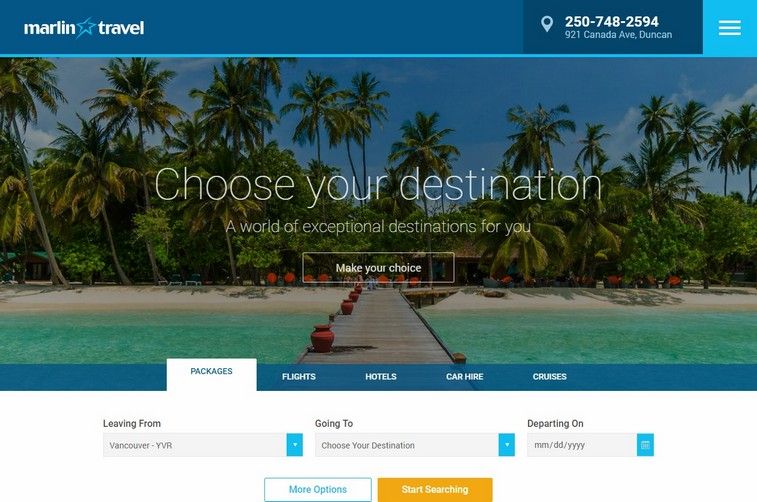 marlin travel
250-748-2594
921 Canada Ave, Duncan
Choose your destination
A world of exceptional destinations for you
Make your choice
PACKAGES
FLIGHTS
HOTELS
CAR HIRE
CRUISES
Leaving From
Going To
Departing On
Vancouver - YVR
Choose Your Destination
mm/dd/yyyy
More Options
Start Searching